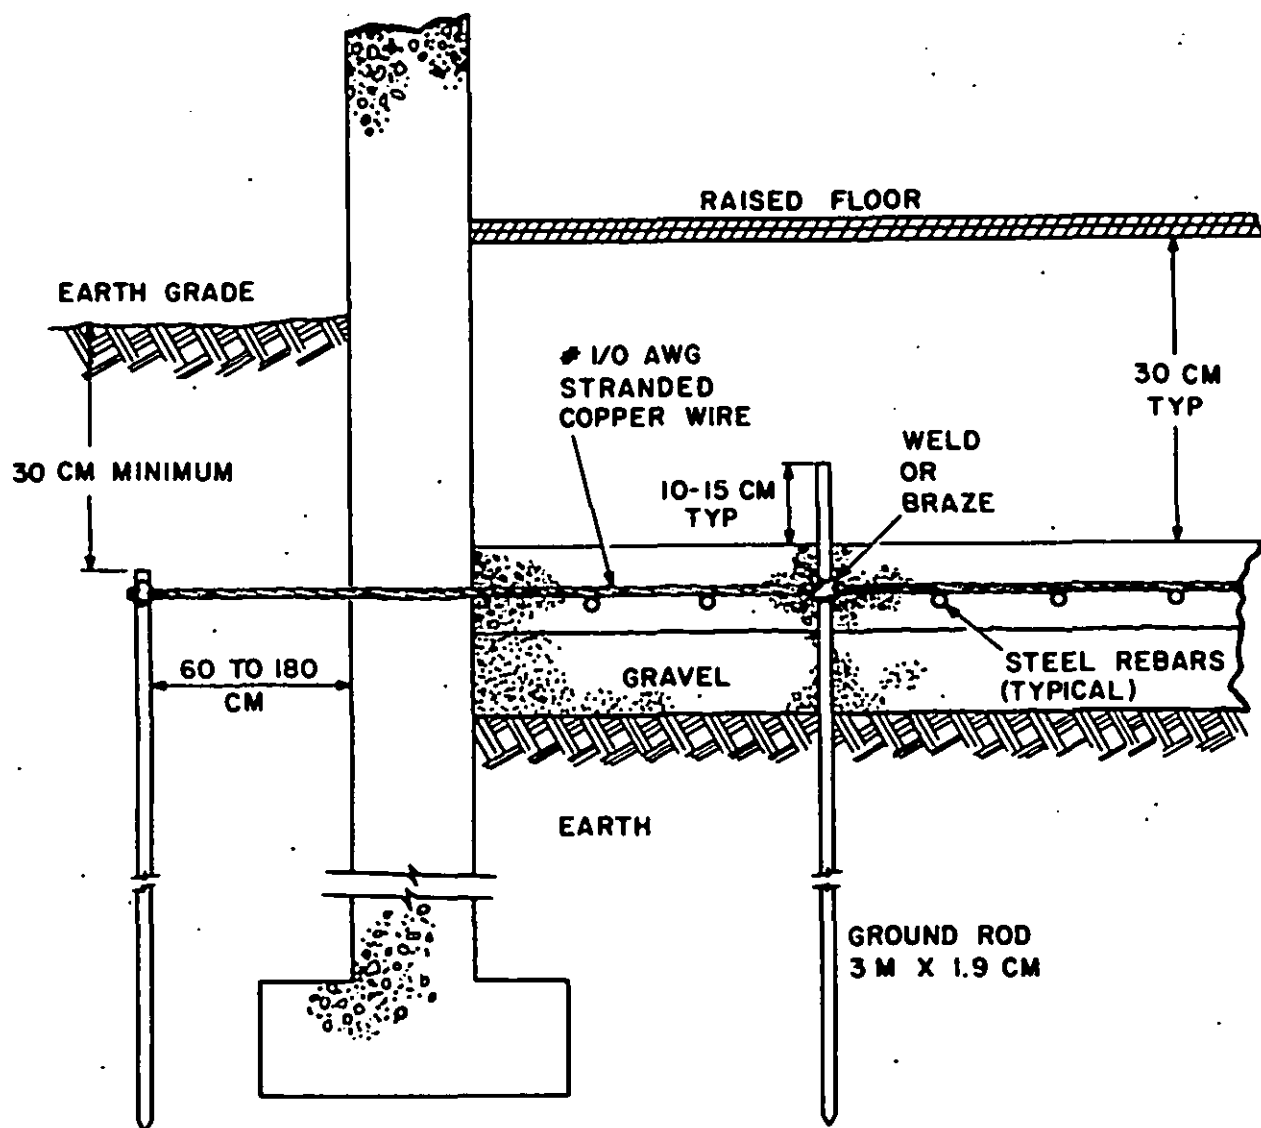 RAISED FLOOR
EARTH GRADE
# 1/0 AWG
STRANDED
COPPER WIRE
30 CM
TYP
WELD
OR
BRAZE
30 CM MINIMUM
10-15 CM
TYP
60 TO 180
CM
GRAVEL
STEEL REBARS
(TYPICAL)
EARTH
GROUND ROD
3 M X 1.9 CM